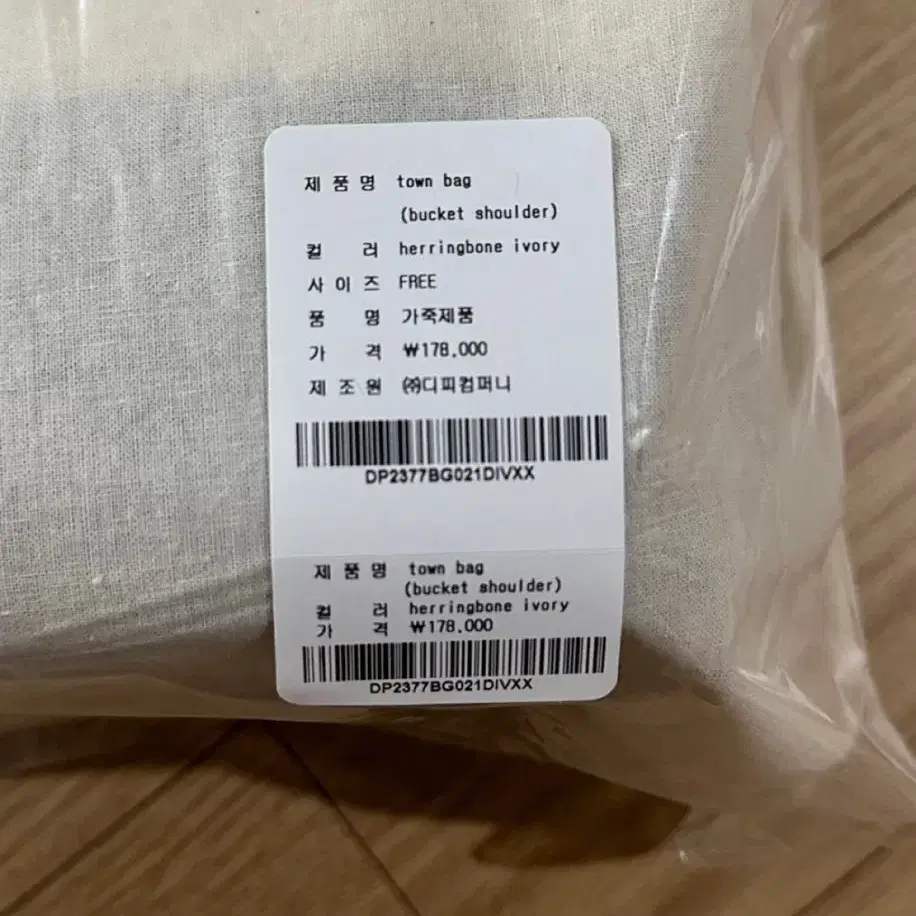 제 품 명 town bag
(bucket shoulder)
컬 러 herringbone ivory
사 이 즈 FREE
품 명 가죽제품
가 격 ₩178,000
제 조 원 ㈜디피컴퍼니
DP2377BG021DIVXX
제 품 명 town bag
(bucket shoulder)
컬 러 herringbone ivory
가 격 ₩178,000
DP2377BG021DIVXX